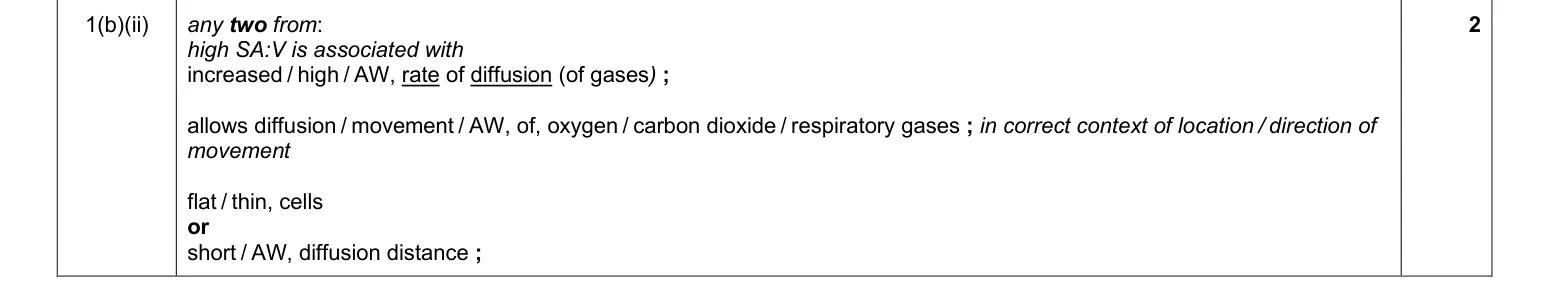 1(b)(ii) any two from: 2
high SA:V is associated with
increased / high / AW, rate of diffusion (of gases) ;
allows diffusion / movement / AW, of, oxygen / carbon dioxide / respiratory gases ; in correct context of location / direction of
movement
flat / thin, cells
or
short / AW, diffusion distance ;